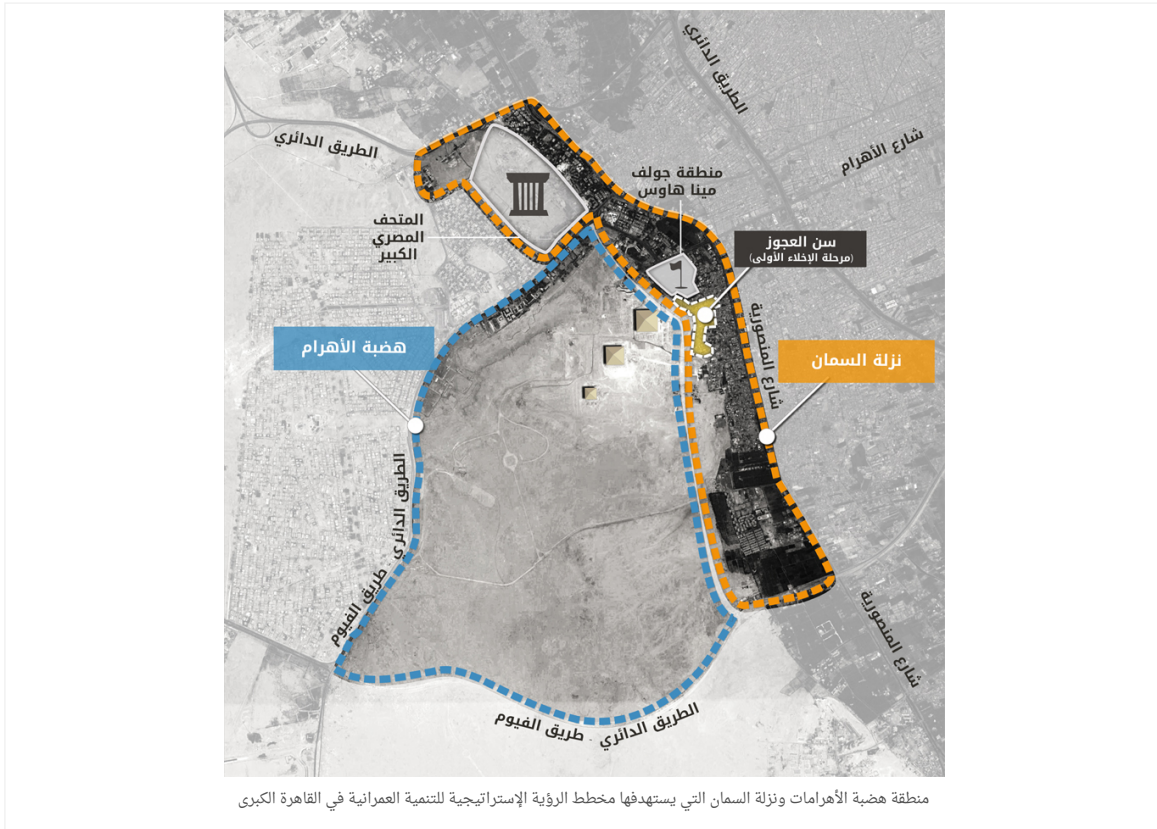 الطريق الدائري
شارع الأهرام
الطريق الدائري
منطقة جولف
مينا هاوس
المتحف
المصري
الكبير
سن العجوز
(مرحلة الإخلاء الأولى)
شارع المنصورية
هضبة الأهرام
نزلة السمان
الطريق الدائري - طريق الفيوم
شارع المنصورية
الطريق الدائري - طريق الفيوم
منطقة هضبة الأهرامات ونزلة السمان التي يستهدفها مخطط الرؤية الإستراتيجية للتنمية العمرانية في القاهرة الكبرى